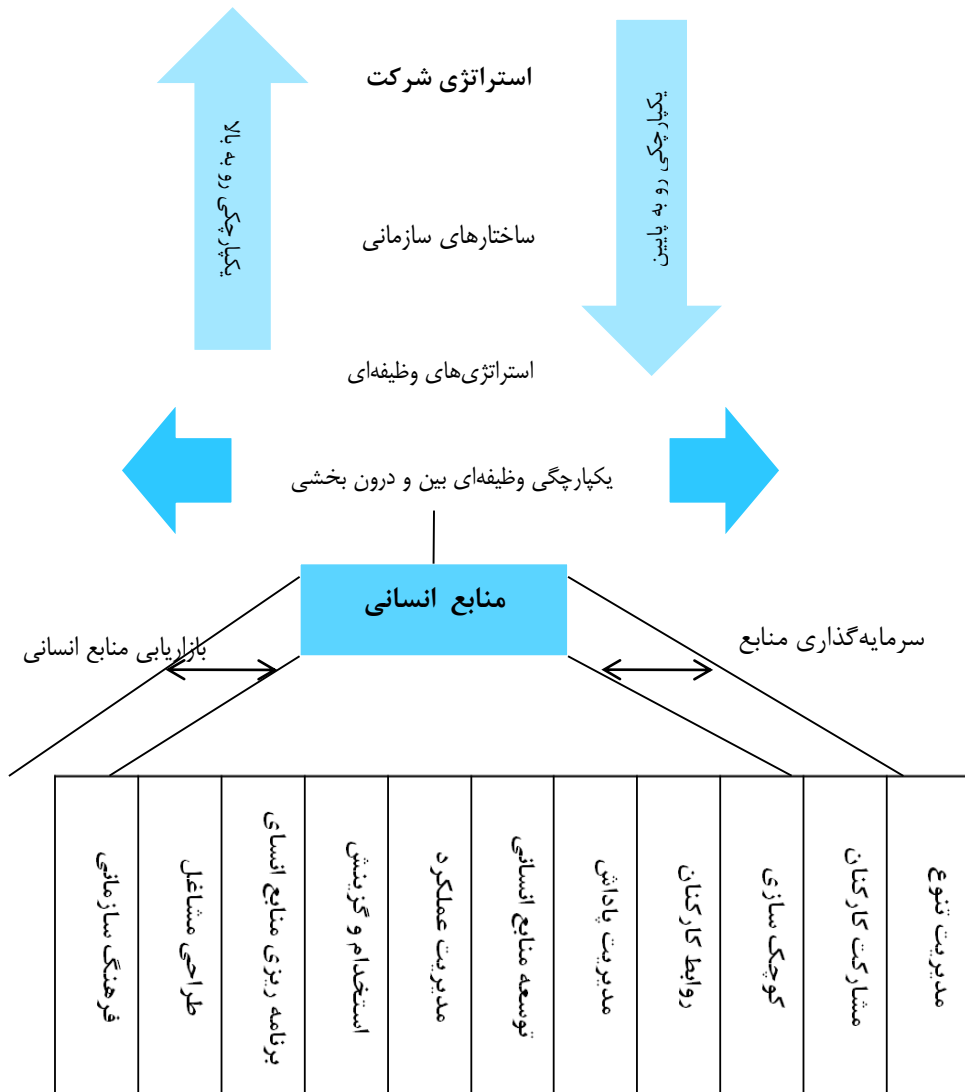 استراتژی شرکت
یکپارچگی رو به پایین
یکپارچگی رو به بالا
ساختارهای سازمانی
استراتژی‌های وظیفه‌ای
یکپارچگی وظیفه‌ای بین و درون بخشی
منابع انسانی
سرمایه‌گذاری منابع
بازاریابی منابع انسانی
مدیریت تنوع
مشارکت کارکنان
کوچک سازی
روابط کارکنان
مدیریت پاداش
توسعه منابع انسانی
مدیریت عملکرد
استخدام و گزینش
برنامه ریزی منابع انسای
طراحی مشاغل
فرهنگ سازمانی